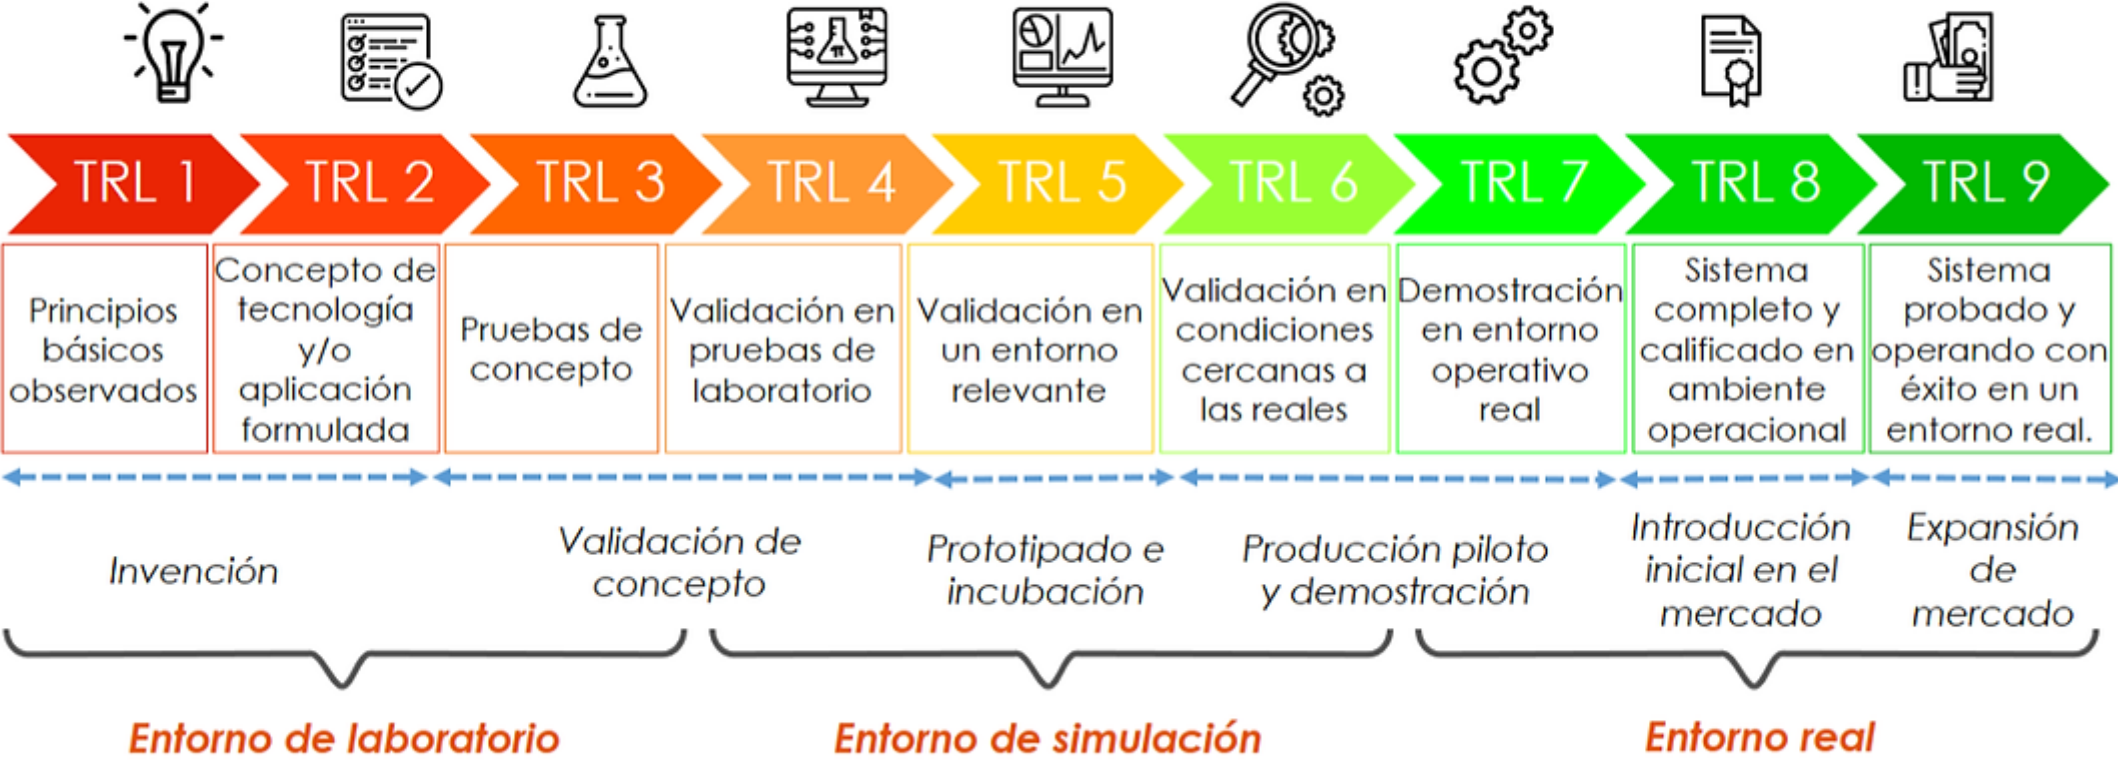 TRL 1
TRL 2
TRL 3
TRL 4
TRL 5
TRL 6
TRL 7
TRL 8
TRL 9
Principios
básicos
observados
Concepto de
tecnología
y/o
aplicación
formulada
Pruebas de
concepto
Validación en
pruebas de
laboratorio
Validación en
un entorno
relevante
Validación en
condiciones
cercanas a
las reales
Demostración
en entorno
operativo
real
Sistema
completo y
calificado en
ambiente
operacional
Sistema
probado y
operando con
éxito en un
entorno real.
Invención
Validación de
concepto
Prototipado e
incubación
Producción piloto
y demostración
Introducción
inicial en el
mercado
Expansión
de
mercado
Entorno de laboratorio
Entorno de simulación
Entorno real